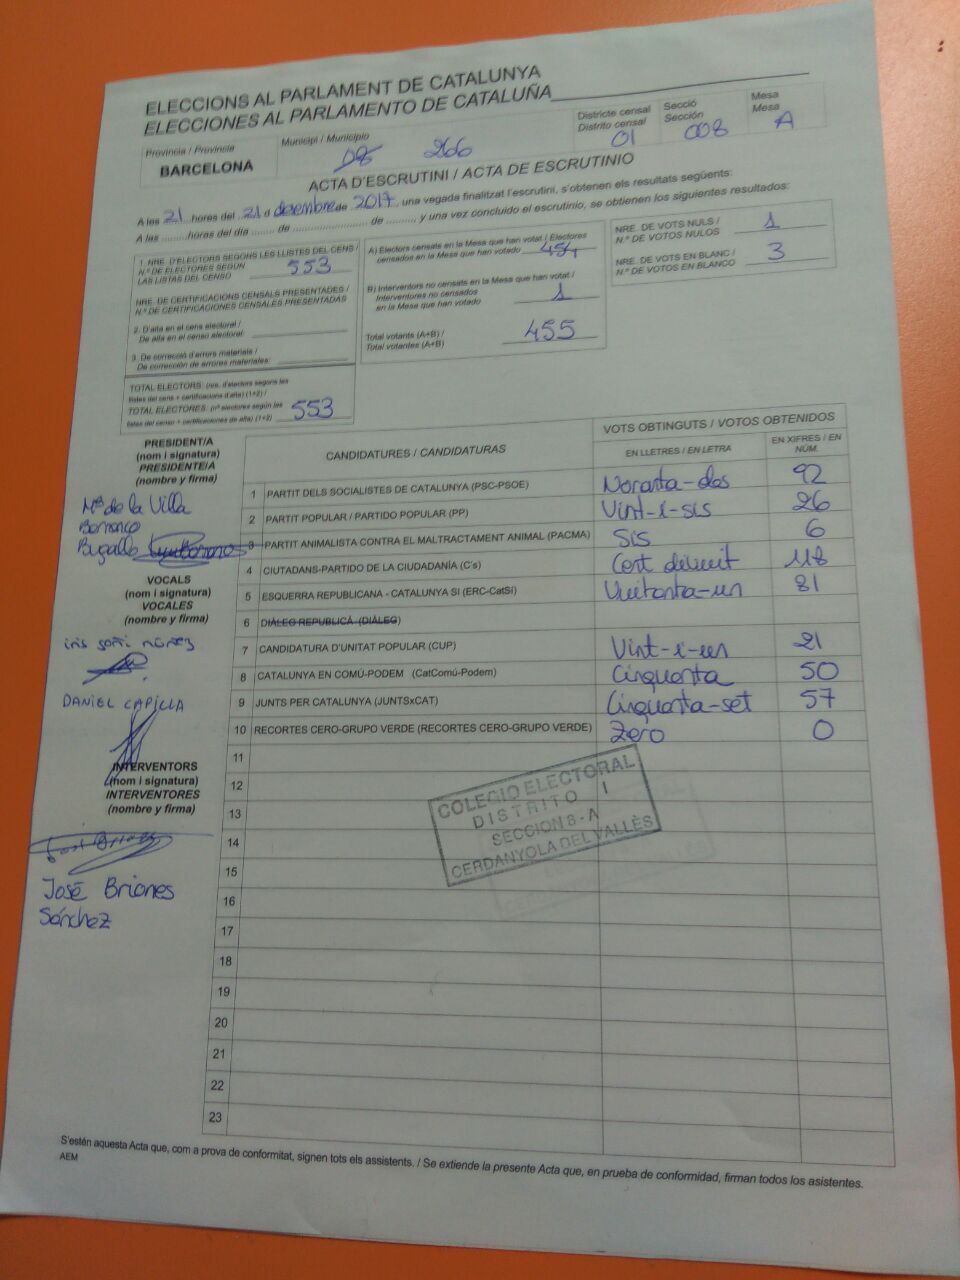 ELECCIONS AL PARLAMENT DE CATALUNYA
ELECCIONES AL PARLAMENTO DE CATALUÑA
Província / Provincia
BARCELONA
Municipi / Municipio
08 266
Districte censal
Distrito censal
01
Secció
Sección
008
Mesa
Mesa
A
ACTA D'ESCRUTINI / ACTA DE ESCRUTINIO
A les 21 hores del 21 d desembre de 2017, una vegada finalitzat l'escrutini, s'obtenen els resultats següents:
A las ..........horas del día ....... de ........................ de .......... y una vez concluido el escrutinio, se obtienen los siguientes resultados:
1. NRE. D'ELECTORS SEGONS LES LLISTES DEL CENS /
N.º DE ELECTORES SEGÚN
LAS LISTAS DEL CENSO
553
NRE. DE CERTIFICACIONS CENSALS PRESENTADES /
N.º DE CERTIFICACIONES CENSALES PRESENTADAS
2. D'alta en el cens electoral /
De alta en el censo electoral:
3. De correcció d'errors materials /
De corrección de errores materiales:
TOTAL ELECTORS: (nre. d'electors segons les
llistes del cens + certificacions d'alta) (1+2) /
TOTAL ELECTORES: (nº electores según las
listas del censo + certificaciones de alta) (1+2)
553
A) Electors censats en la Mesa que han votat / Electores
censados en la Mesa que han votado
454
B) Interventors no censats en la Mesa que han votat /
Interventores no censados
en la Mesa que han votado
1
Total votants (A+B) /
Total votantes (A+B)
455
NRE. DE VOTS NULS /
N.º DE VOTOS NULOS
1
NRE. DE VOTS EN BLANC /
N.º DE VOTOS EN BLANCO
3
PRESIDENT/A
(nom i signatura)
PRESIDENTE/A
(nombre y firma)
Mª de la Villa
Borronco
Bugallo
VOCALS
(nom i signatura)
VOCALES
(nombre y firma)
DANIEL CAPILLA
INTERVENTORS
(nom i signatura)
INTERVENTORES
(nombre y firma)
José Briones
Sánchez
CANDIDATURES / CANDIDATURAS
VOTS OBTINGUTS / VOTOS OBTENIDOS
EN LLETRES / EN LETRA
EN XIFRES / EN
NÚM.
1 PARTIT DELS SOCIALISTES DE CATALUNYA (PSC-PSOE) Noranta-dos 92
2 PARTIT POPULAR / PARTIDO POPULAR (PP) Vint-i-sis 26
3 PARTIT ANIMALISTA CONTRA EL MALTRACTAMENT ANIMAL (PACMA) Sis 6
4 CIUTADANS-PARTIDO DE LA CIUDADANÍA (C's) Cent divuit 118
5 ESQUERRA REPUBLICANA - CATALUNYA SI (ERC-CatSí) Vuitanta-un 81
6 DIÀLEG REPUBLICÀ (DIÀLEG)
7 CANDIDATURA D'UNITAT POPULAR (CUP) Vint-i-un 21
8 CATALUNYA EN COMÚ-PODEM (CatComú-Podem) Cinquanta 50
9 JUNTS PER CATALUNYA (JUNTSxCAT) Cinquanta-set 57
10 RECORTES CERO-GRUPO VERDE (RECORTES CERO-GRUPO VERDE) Zero 0
11
12
13
14
15
16
17
18
19
20
21
22
23
COLEGIO ELECTORAL
DISTRITO I
SECCION 8 - A
CERDANYOLA DEL VALLÈS
S'estén aquesta Acta que, com a prova de conformitat, signen tots els assistents. / Se extiende la presente Acta que, en prueba de conformidad, firman todos los asistentes.
AEM